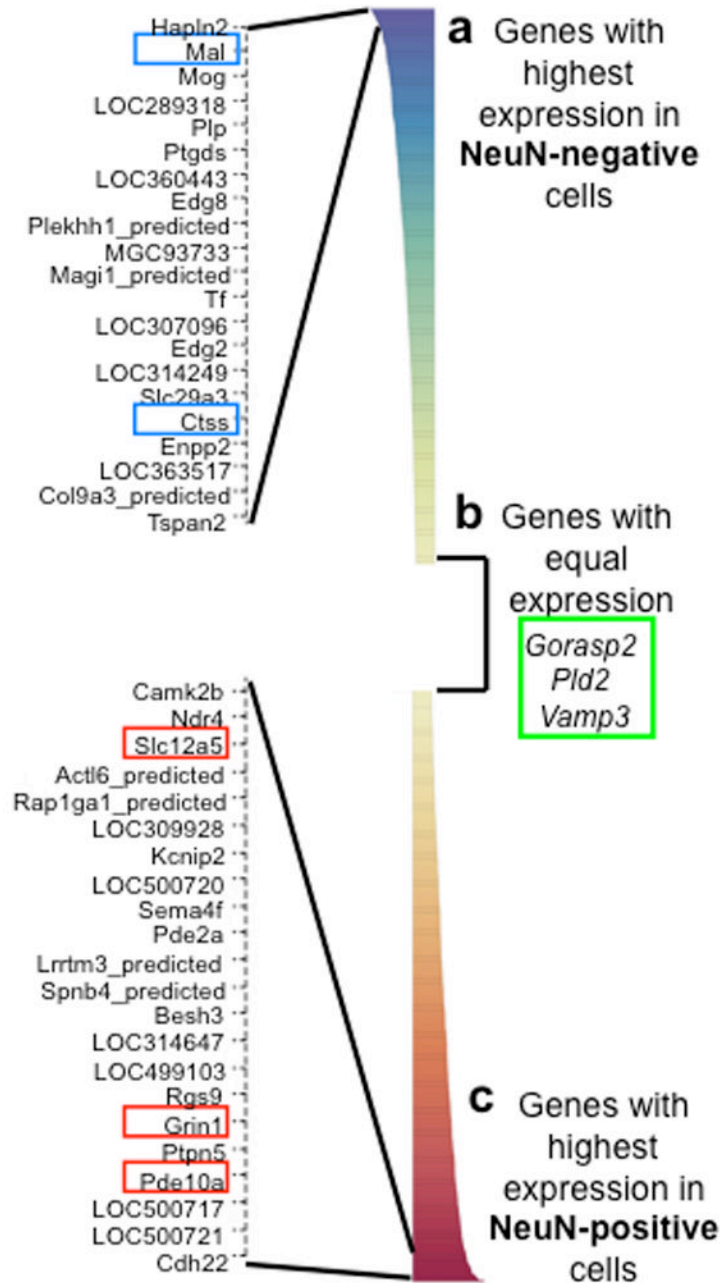 Hapln2
Mal
Mog
LOC289318
Plp
Ptgds
LOC360443
Edg8
Plekhh1_predicted
MGC93733
Magi1_predicted
Tf
LOC307096
Edg2
LOC314249
Slc29a3
Ctss
Enpp2
LOC363517
Col9a3_predicted
Tspan2
a Genes with
highest
expression in
NeuN-negative
cells
b Genes with
equal
expression
Gorasp2
Pld2
Vamp3
Camk2b
Ndr4
Slc12a5
Actl6_predicted
Rap1ga1_predicted
LOC309928
Kcnip2
LOC500720
Sema4f
Pde2a
Lrrtm3_predicted
Spnb4_predicted
Besh3
LOC314647
LOC499103
Rgs9
Grin1
Ptpn5
Pde10a
LOC500717
LOC500721
Cdh22
c Genes with
highest
expression in
NeuN-positive
cells